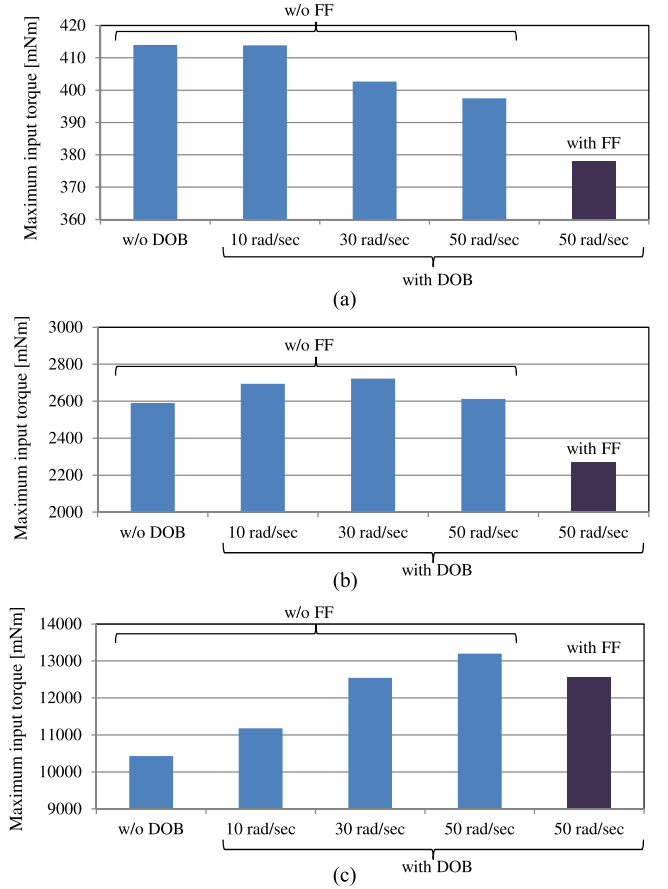 w/o FF
420
410
400
390
380
370
360
Maximum input torque [mNm]
with FF
w/o DOB
10 rad/sec
30 rad/sec
50 rad/sec
50 rad/sec
with DOB
(a)
3000
2800
2600
2400
2200
2000
Maximum input torque [mNm]
w/o FF
with FF
w/o DOB
10 rad/sec
30 rad/sec
50 rad/sec
50 rad/sec
with DOB
(b)
14000
13000
12000
11000
10000
9000
Maximum input torque [mNm]
w/o FF
with FF
w/o DOB
10 rad/sec
30 rad/sec
50 rad/sec
50 rad/sec
with DOB
(c)